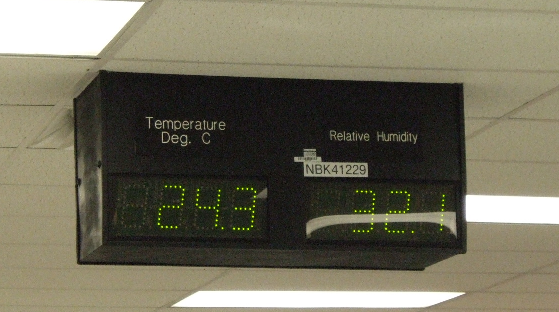 Temperature
Deg. C
Relative Humidity
NBK41229
24.3
32.1